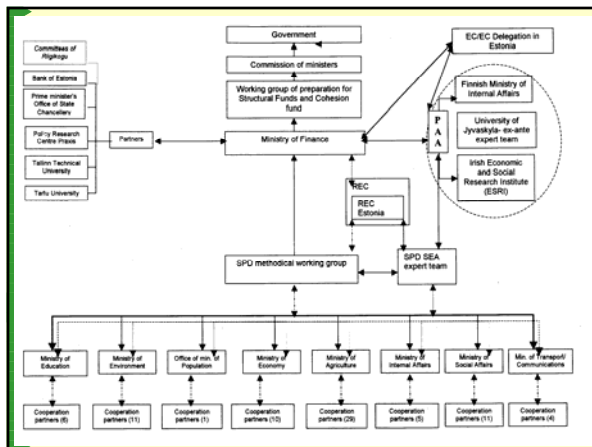 Government
Commission of ministers
Working group of preparation for
Structural Funds and Cohesion
fund
Ministry of Finance
EC/EC Delegation in
Estonia
Committees of
Riigikogu
Bank of Estonia
Prime minister's
Office of State
Chancellery
Policy Research
Centre Praxis
Tallinn Technical
University
Tartu University
Partners
P
A
A
Finnish Ministry of
Internal Affairs
University of
Jyvaskyla- ex-ante
expert team
Irish Economic
and Social
Research Institute
(ESRI)
REC
REC
Estonia
SPD methodical working group
SPD SEA
expert team
Ministry of
Education
Ministry of
Environment
Office of min. of
Population
Ministry of
Economy
Ministry of
Agriculture
Ministry of
Internal Affairs
Ministry of
Social Affairs
Min. of Transport/
Communications
Cooperation
partners (6)
Cooperation
partners (11)
Cooperation
partners (1)
Cooperation
partners (10)
Cooperation
partners (29)
Cooperation
partners (5)
Cooperation
partners (11)
Cooperation
partners (4)